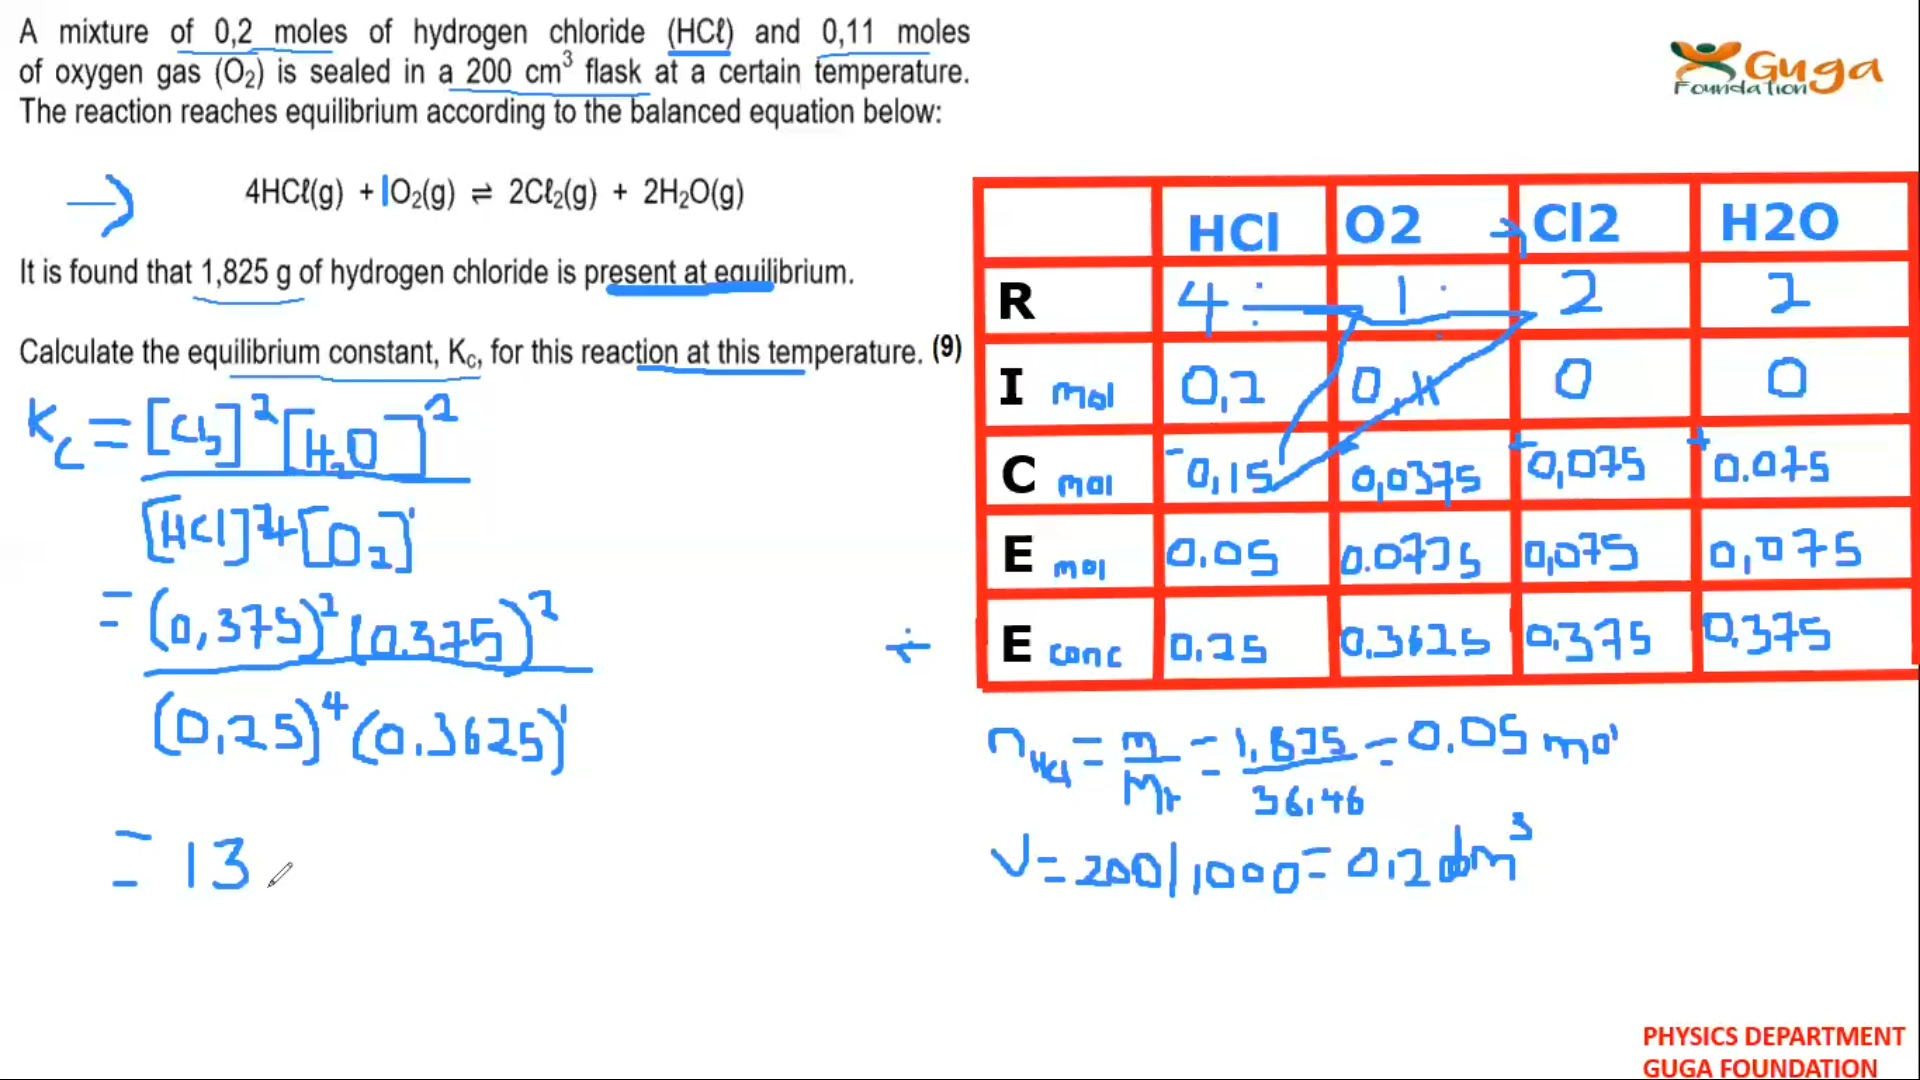 A mixture of 0,2 moles of hydrogen chloride (HCℓ) and 0,11 moles
of oxygen gas (O₂) is sealed in a 200 cm³ flask at a certain temperature.
The reaction reaches equilibrium according to the balanced equation below:
4HCℓ(g) + 1O₂(g) ⇌ 2Cℓ₂(g) + 2H₂O(g)
It is found that 1,825 g of hydrogen chloride is present at equilibrium.
Calculate the equilibrium constant, K_C, for this reaction at this temperature. (9)
K_C = [Cl₂]² [H₂O]²
[HCl]⁴ [O₂]¹
= (0,375)² (0.375)²
(0,25)⁴ (0.3625)¹
= 13
Guga
Foundation
HCl O2 → Cl2 H2O
R 4 : 1 : 2 2
I mol 0,2 0,11 0 0
C mol -0,15 0,0375 +0,075 +0.075
E mol 0.05 0.0725 0,075 0,075
÷ E conc 0.25 0.3625 0.375 0.375
n_HCl = m/Mr = 1,825/36,46 = 0.05 mol
V = 200/1000 = 0,2 dm³
PHYSICS DEPARTMENT
GUGA FOUNDATION